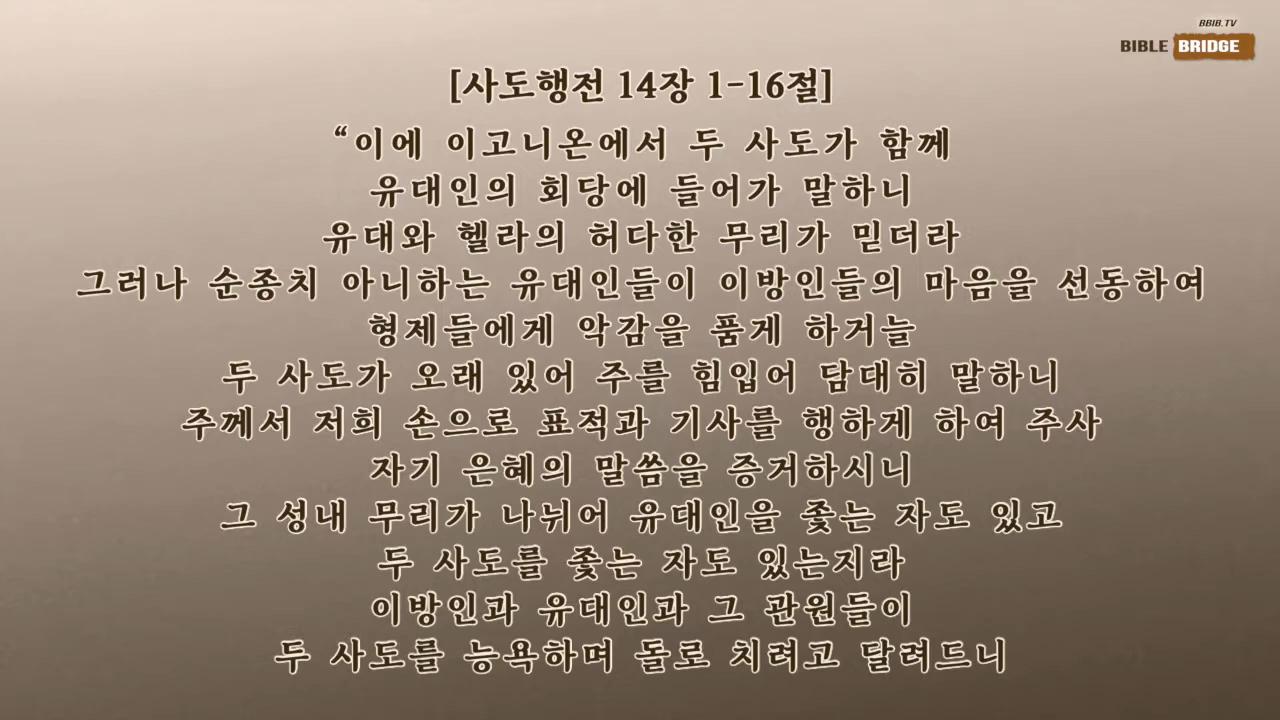 BBIB.TV
BIBLE BRIDGE
[사도행전 14장 1-16절]
“이에 이고니온에서 두 사도가 함께
유대인의 회당에 들어가 말하니
유대와 헬라의 허다한 무리가 믿더라
그러나 순종치 아니하는 유대인들이 이방인들의 마음을 선동하여
형제들에게 악감을 품게 하거늘
두 사도가 오래 있어 주를 힘입어 담대히 말하니
주께서 저희 손으로 표적과 기사를 행하게 하여 주사
자기 은혜의 말씀을 증거하시니
그 성내 무리가 나뉘어 유대인을 좇는 자도 있고
두 사도를 좇는 자도 있는지라
이방인과 유대인과 그 관원들이
두 사도를 능욕하며 돌로 치려고 달려드니